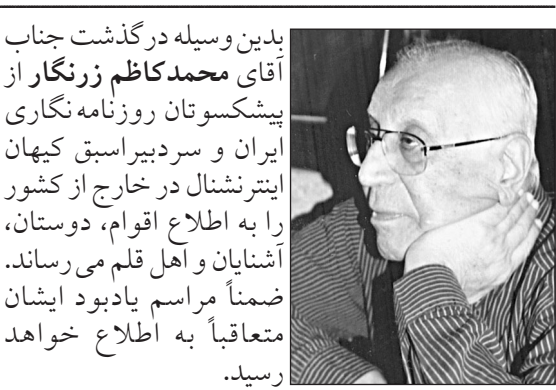 بدین وسیله درگذشت جناب
آقای محمدکاظم زرنگار از
پیشکسوتان روزنامه نگاری
ایران و سردبیر اسبق کیهان
اینترنشنال در خارج از کشور
را به اطلاع اقوام، دوستان،
آشنایان و اهل قلم می رساند.
ضمناً مراسم یادبود ایشان
متعاقباً به اطلاع خواهد
رسید.